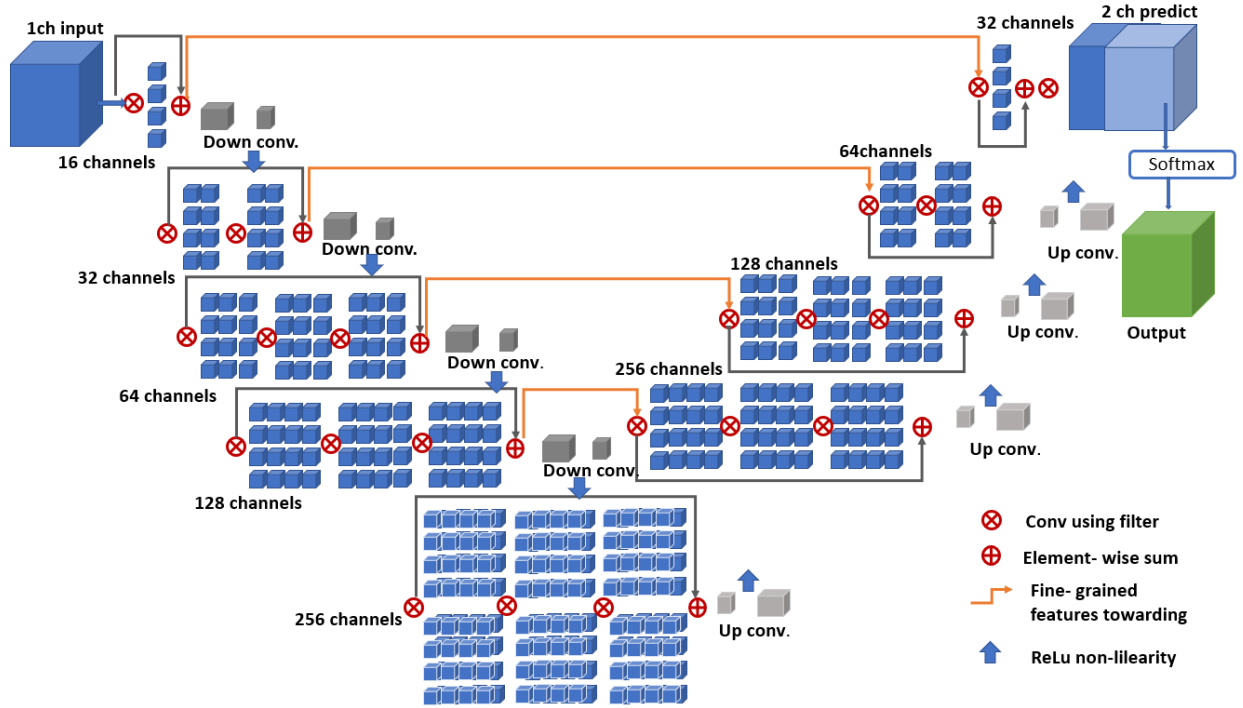 1ch input
32 channels
2 ch predict
Down conv.
16 channels
64channels
Softmax
Down conv.
Up conv.
32 channels
128 channels
Up conv.
Output
Down conv.
256 channels
64 channels
Up conv.
Down conv.
128 channels
Conv using filter
Element- wise sum
Fine- grained
features towarding
256 channels
Up conv.
ReLu non-lilearity